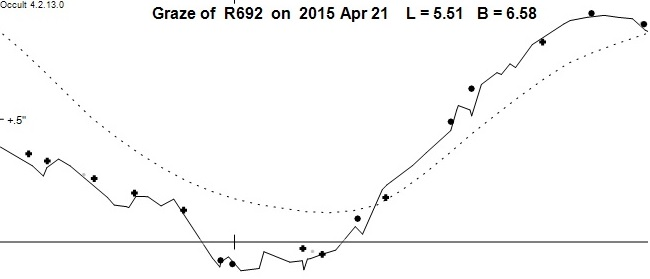 Occult 4.2.13.0
Graze of R692 on 2015 Apr 21 L = 5.51 B = 6.58
+.5"